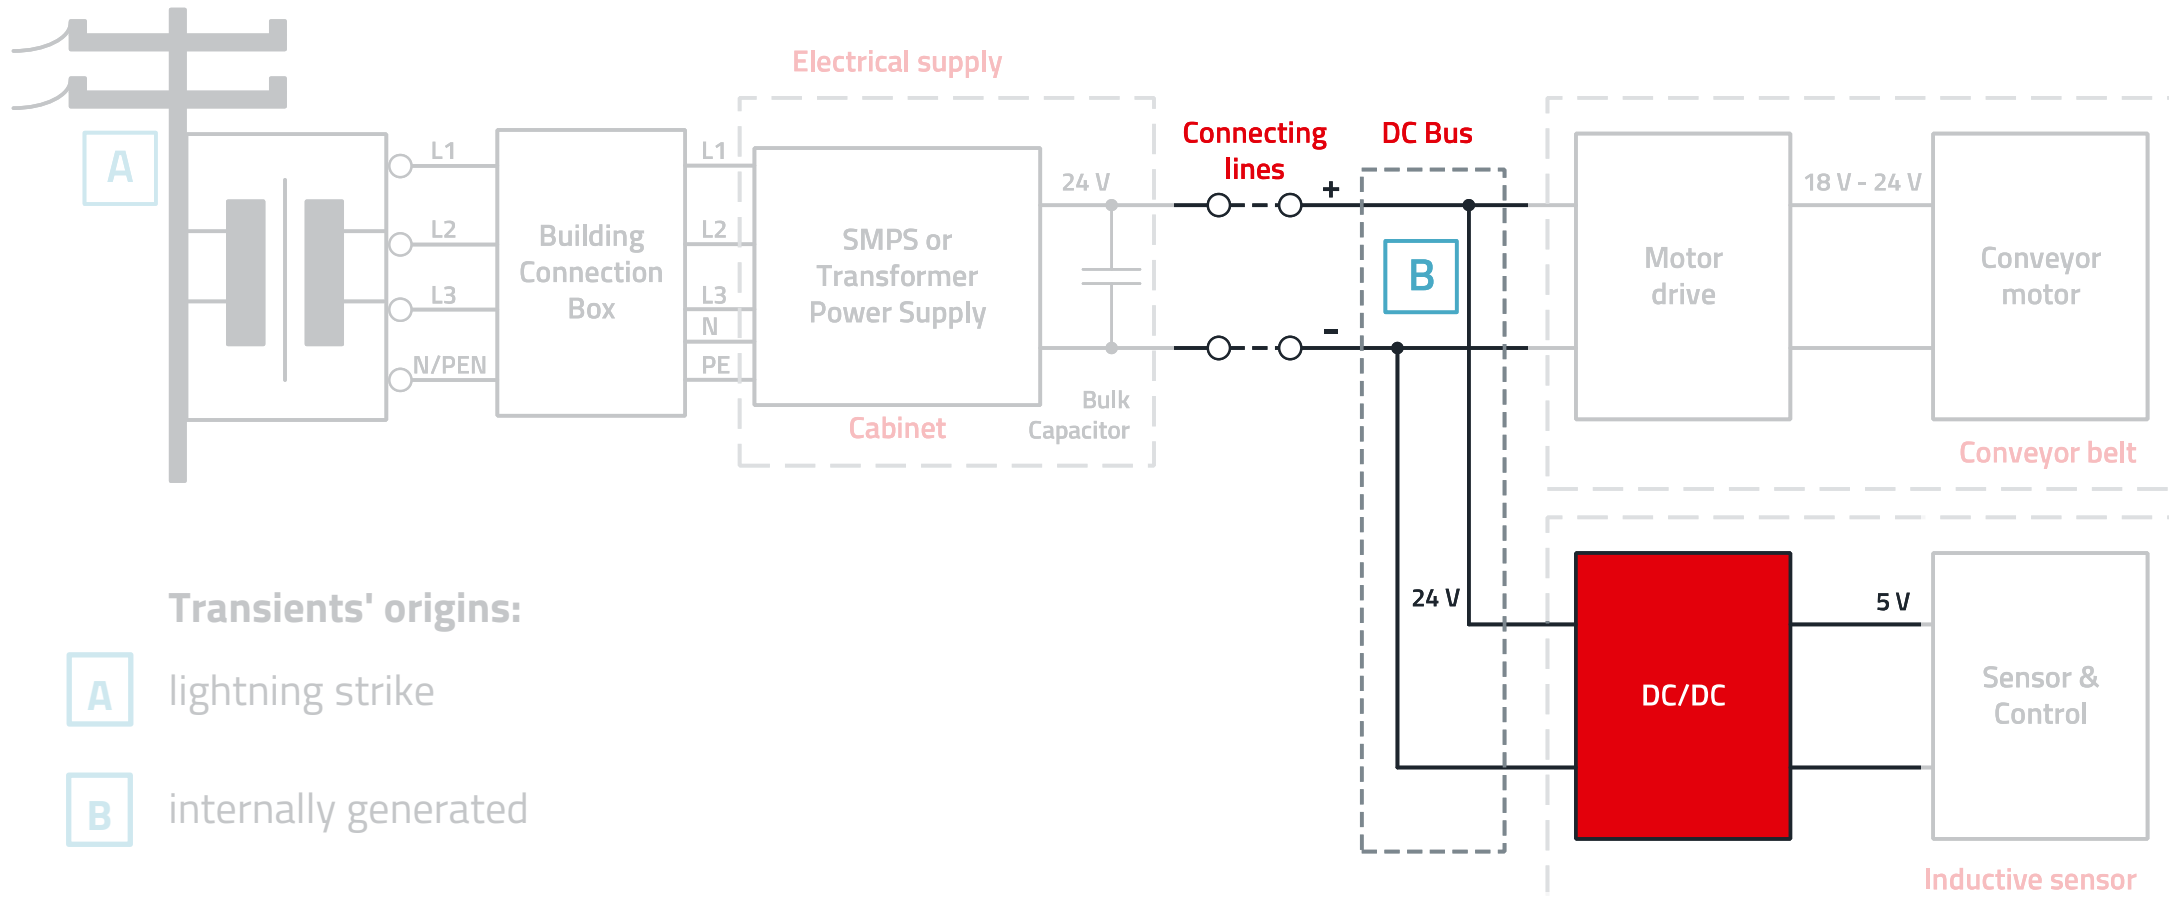 Electrical supply
A
L1
L2
L3
N/PEN
Building
Connection
Box
L1
L2
L3
N
PE
SMPS or
Transformer
Power Supply
Cabinet
24 V
Bulk
Capacitor
Connecting
lines
+
-
DC Bus
B
24 V
Motor
drive
18 V - 24 V
Conveyor
motor
Conveyor belt
DC/DC
5 V
Sensor &
Control
Inductive sensor
Transients' origins:
A
lightning strike
B
internally generated